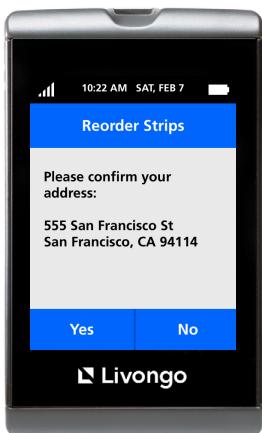 10:22 AM SAT, FEB 7
Reorder Strips
Please confirm your
address:
555 San Francisco St
San Francisco, CA 94114
Yes No
Livongo